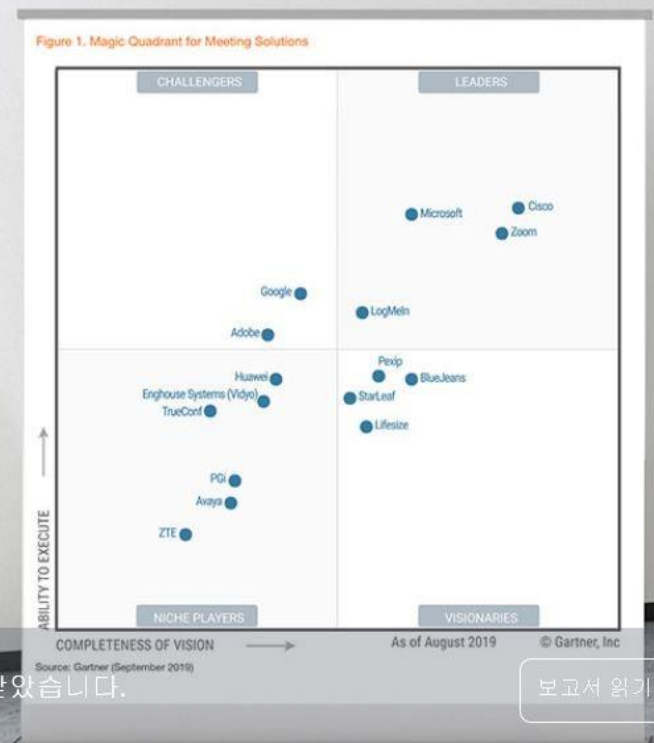 Figure 1. Magic Quadrant for Meeting Solutions
CHALLENGERS
LEADERS
Microsoft
Cisco
Zoom
Google
LogMeIn
Adobe
Pexip
Huawei
BlueJeans
Enghouse Systems (Vidyo)
StarLeaf
TrueConf
Lifesize
PGi
Avaya
ZTE
ABILITY TO EXECUTE
NICHE PLAYERS
VISIONARIES
COMPLETENESS OF VISION
As of August 2019
© Gartner, Inc
Source: Gartner (September 2019)
받았습니다.
보고서 읽기